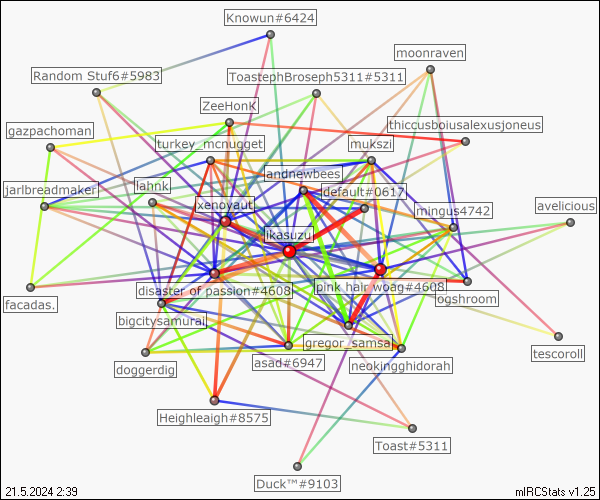 Knowun#6424
moonraven
Random Stuf6#5983
ToastephBroseph5311#5311
ZeeHonk
thiccusboiusalexusjoneus
gazpachoman
turkey_mcnugget
mukszi
andnewbees
jarlbreadmaker
lahnk
default#0617
xenoyaut
mingus4742
avelicious
ikasuzu
disaster of passion#4608
pink hair woag#4608
facadas.
ogshroom
bigcitysamurai
gregor_samsa
tescoroll
doggerdig
asad#6947
neokingghidorah
Heighleaigh#8575
Toast#5311
Duck™#9103
21.5.2024 2:39
mIRCStats v1.25